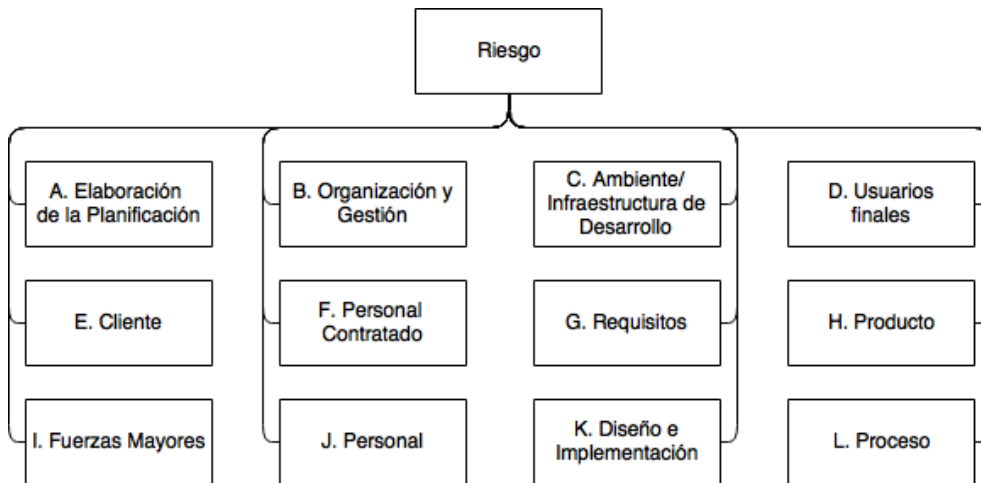 Riesgo
A. Elaboración
de la Planificación
B. Organización y
Gestión
C. Ambiente/
Infraestructura de
Desarrollo
D. Usuarios
finales
E. Cliente
F. Personal
Contratado
G. Requisitos
H. Producto
I. Fuerzas Mayores
J. Personal
K. Diseño e
Implementación
L. Proceso